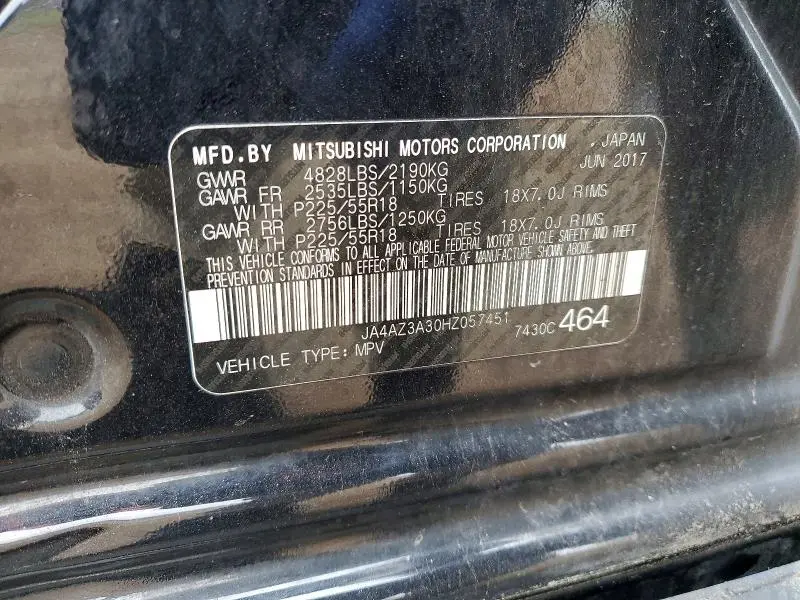 MFD.BY MITSUBISHI MOTORS CORPORATION . JAPAN
JUN 2017
GVWR 4828LBS/2190KG
GAWR FR 2535LBS/1150KG
WITH P225/55R18 TIRES 18X7.0J RIMS
GAWR RR 2756LBS/1250KG
WITH P225/55R18 TIRES 18X7.0J RIMS
THIS VEHICLE CONFORMS TO ALL APPLICABLE FEDERAL MOTOR VEHICLE SAFETY AND THEFT
PREVENTION STANDARDS IN EFFECT ON THE DATE OF MANUFACTURE SHOWN ABOVE.
JA4AZ3A30HZ057451 7430C 464
VEHICLE TYPE: MPV